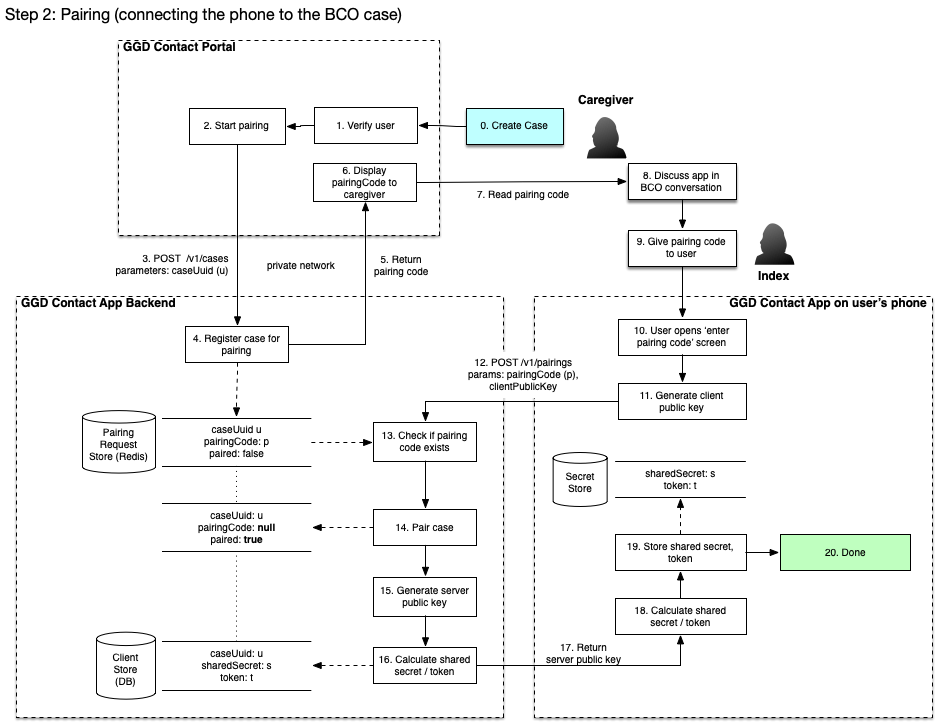 Step 2: Pairing (connecting the phone to the BCO case)
GGD Contact Portal
Caregiver
2. Start pairing
1. Verify user
0. Create Case
6. Display
pairingCode to
caregiver
7. Read pairing code
8. Discuss app in
BCO conversation
9. Give pairing code
to user
Index
3. POST /v1/cases
parameters: caseUuid (u)
private network
5. Return
pairing code
GGD Contact App Backend
GGD Contact App on user's phone
4. Register case for
pairing
10. User opens ‘enter
pairing code’ screen
12. POST /v1/pairings
params: pairingCode (p),
clientPublicKey
11. Generate client
public key
Pairing
Request
Store (Redis)
caseUuid u
pairingCode: p
paired: false
13. Check if pairing
code exists
Secret
Store
sharedSecret: s
token: t
caseUuid: u
pairingCode: null
paired: true
14. Pair case
19. Store shared secret,
token
20. Done
15. Generate server
public key
18. Calculate shared
secret / token
Client
Store
(DB)
caseUuid: u
sharedSecret: s
token: t
16. Calculate shared
secret / token
17. Return
server public key